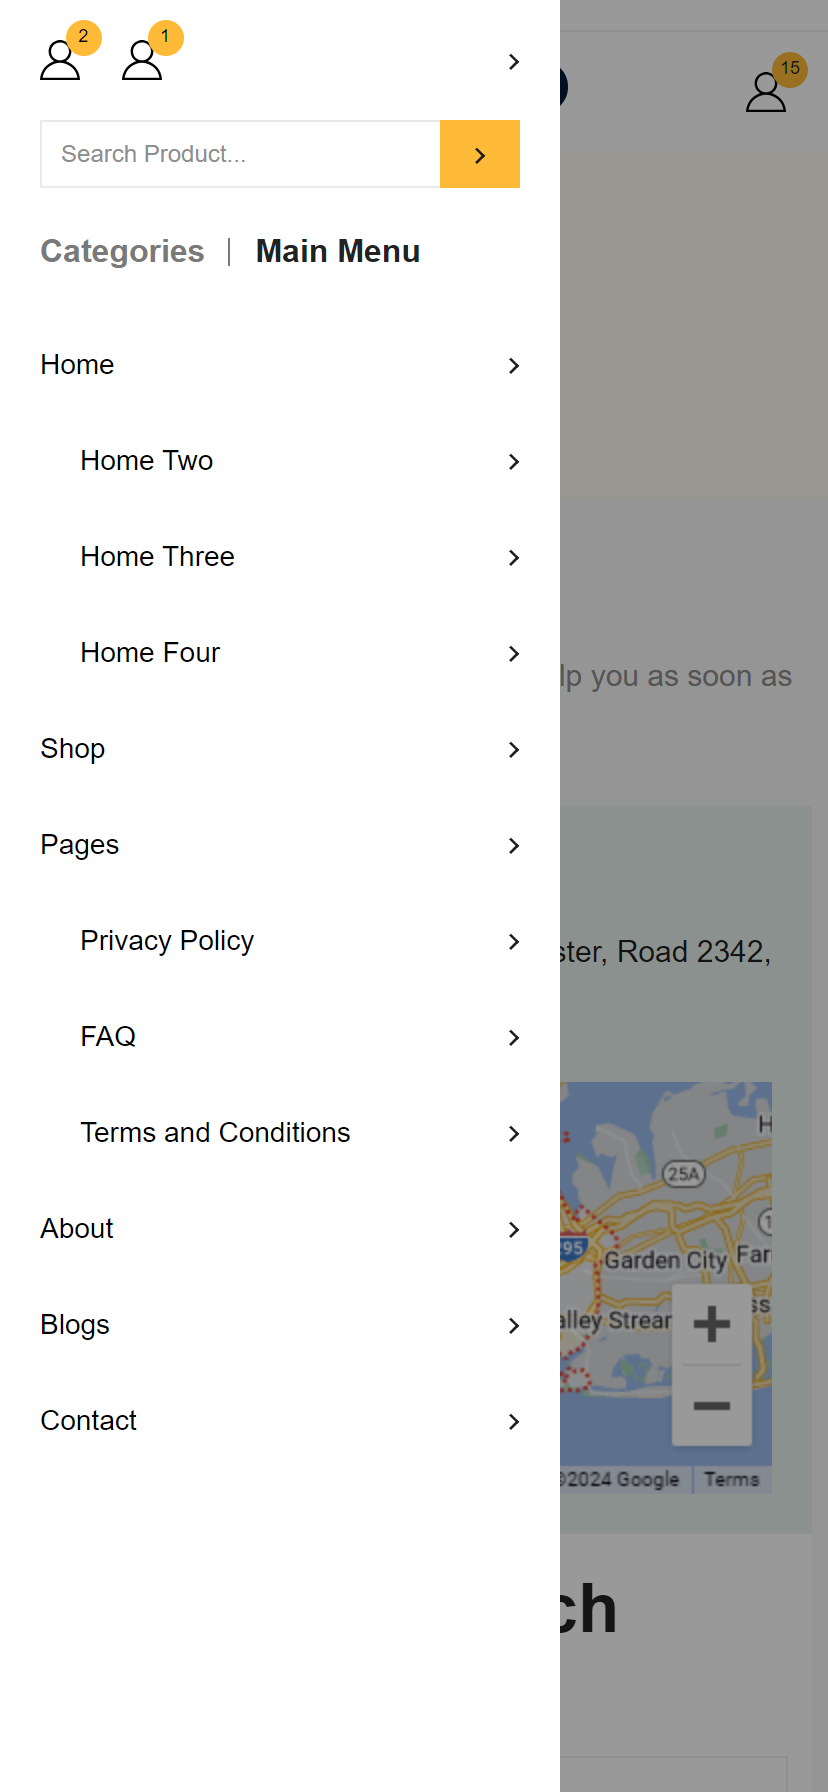 2 1
15
Search Product...
Categories | Main Menu
Home
Home Two
Home Three
Home Four
lp you as soon as
Shop
Pages
Privacy Policy
ster, Road 2342,
FAQ
Terms and Conditions
25A
About
295
Garden City
Blogs
alley Strear
Contact
©2024 Google Terms
ch